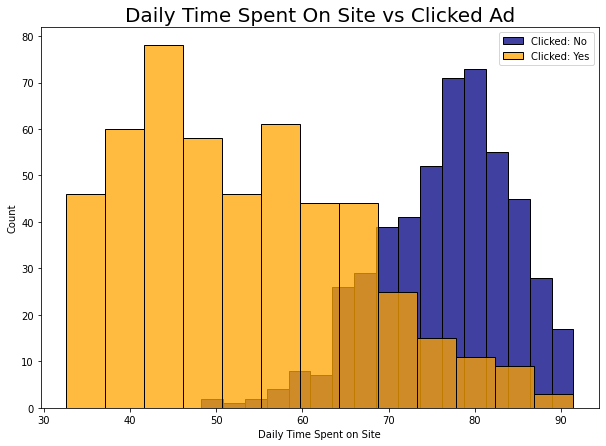 Daily Time Spent On Site vs Clicked Ad
Clicked: No
Clicked: Yes
80
70
60
50
40
30
20
10
0
Count
30 40 50 60 70 80 90
Daily Time Spent on Site